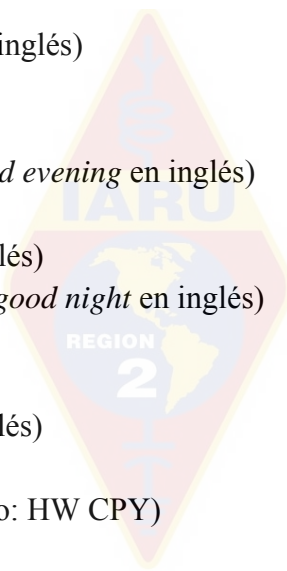 inglés)
d evening en inglés)
IARU
lés)
good night en inglés)
REGION
2
lés)
o: HW CPY)